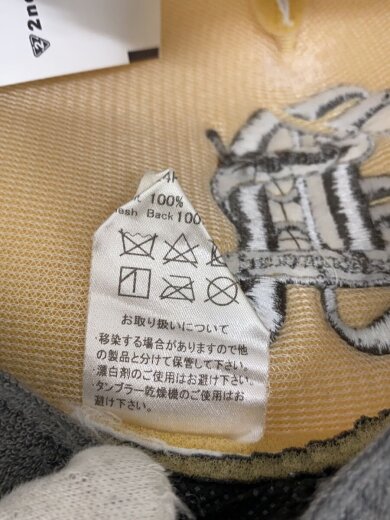 2n
100%
Back 100
お取り扱いについて
移染する場合がありますので他
の製品と分けて保管して下さい。
漂白剤のご使用はお避け下さい。
タンブラー乾燥機のご使用はお
避け下さい。